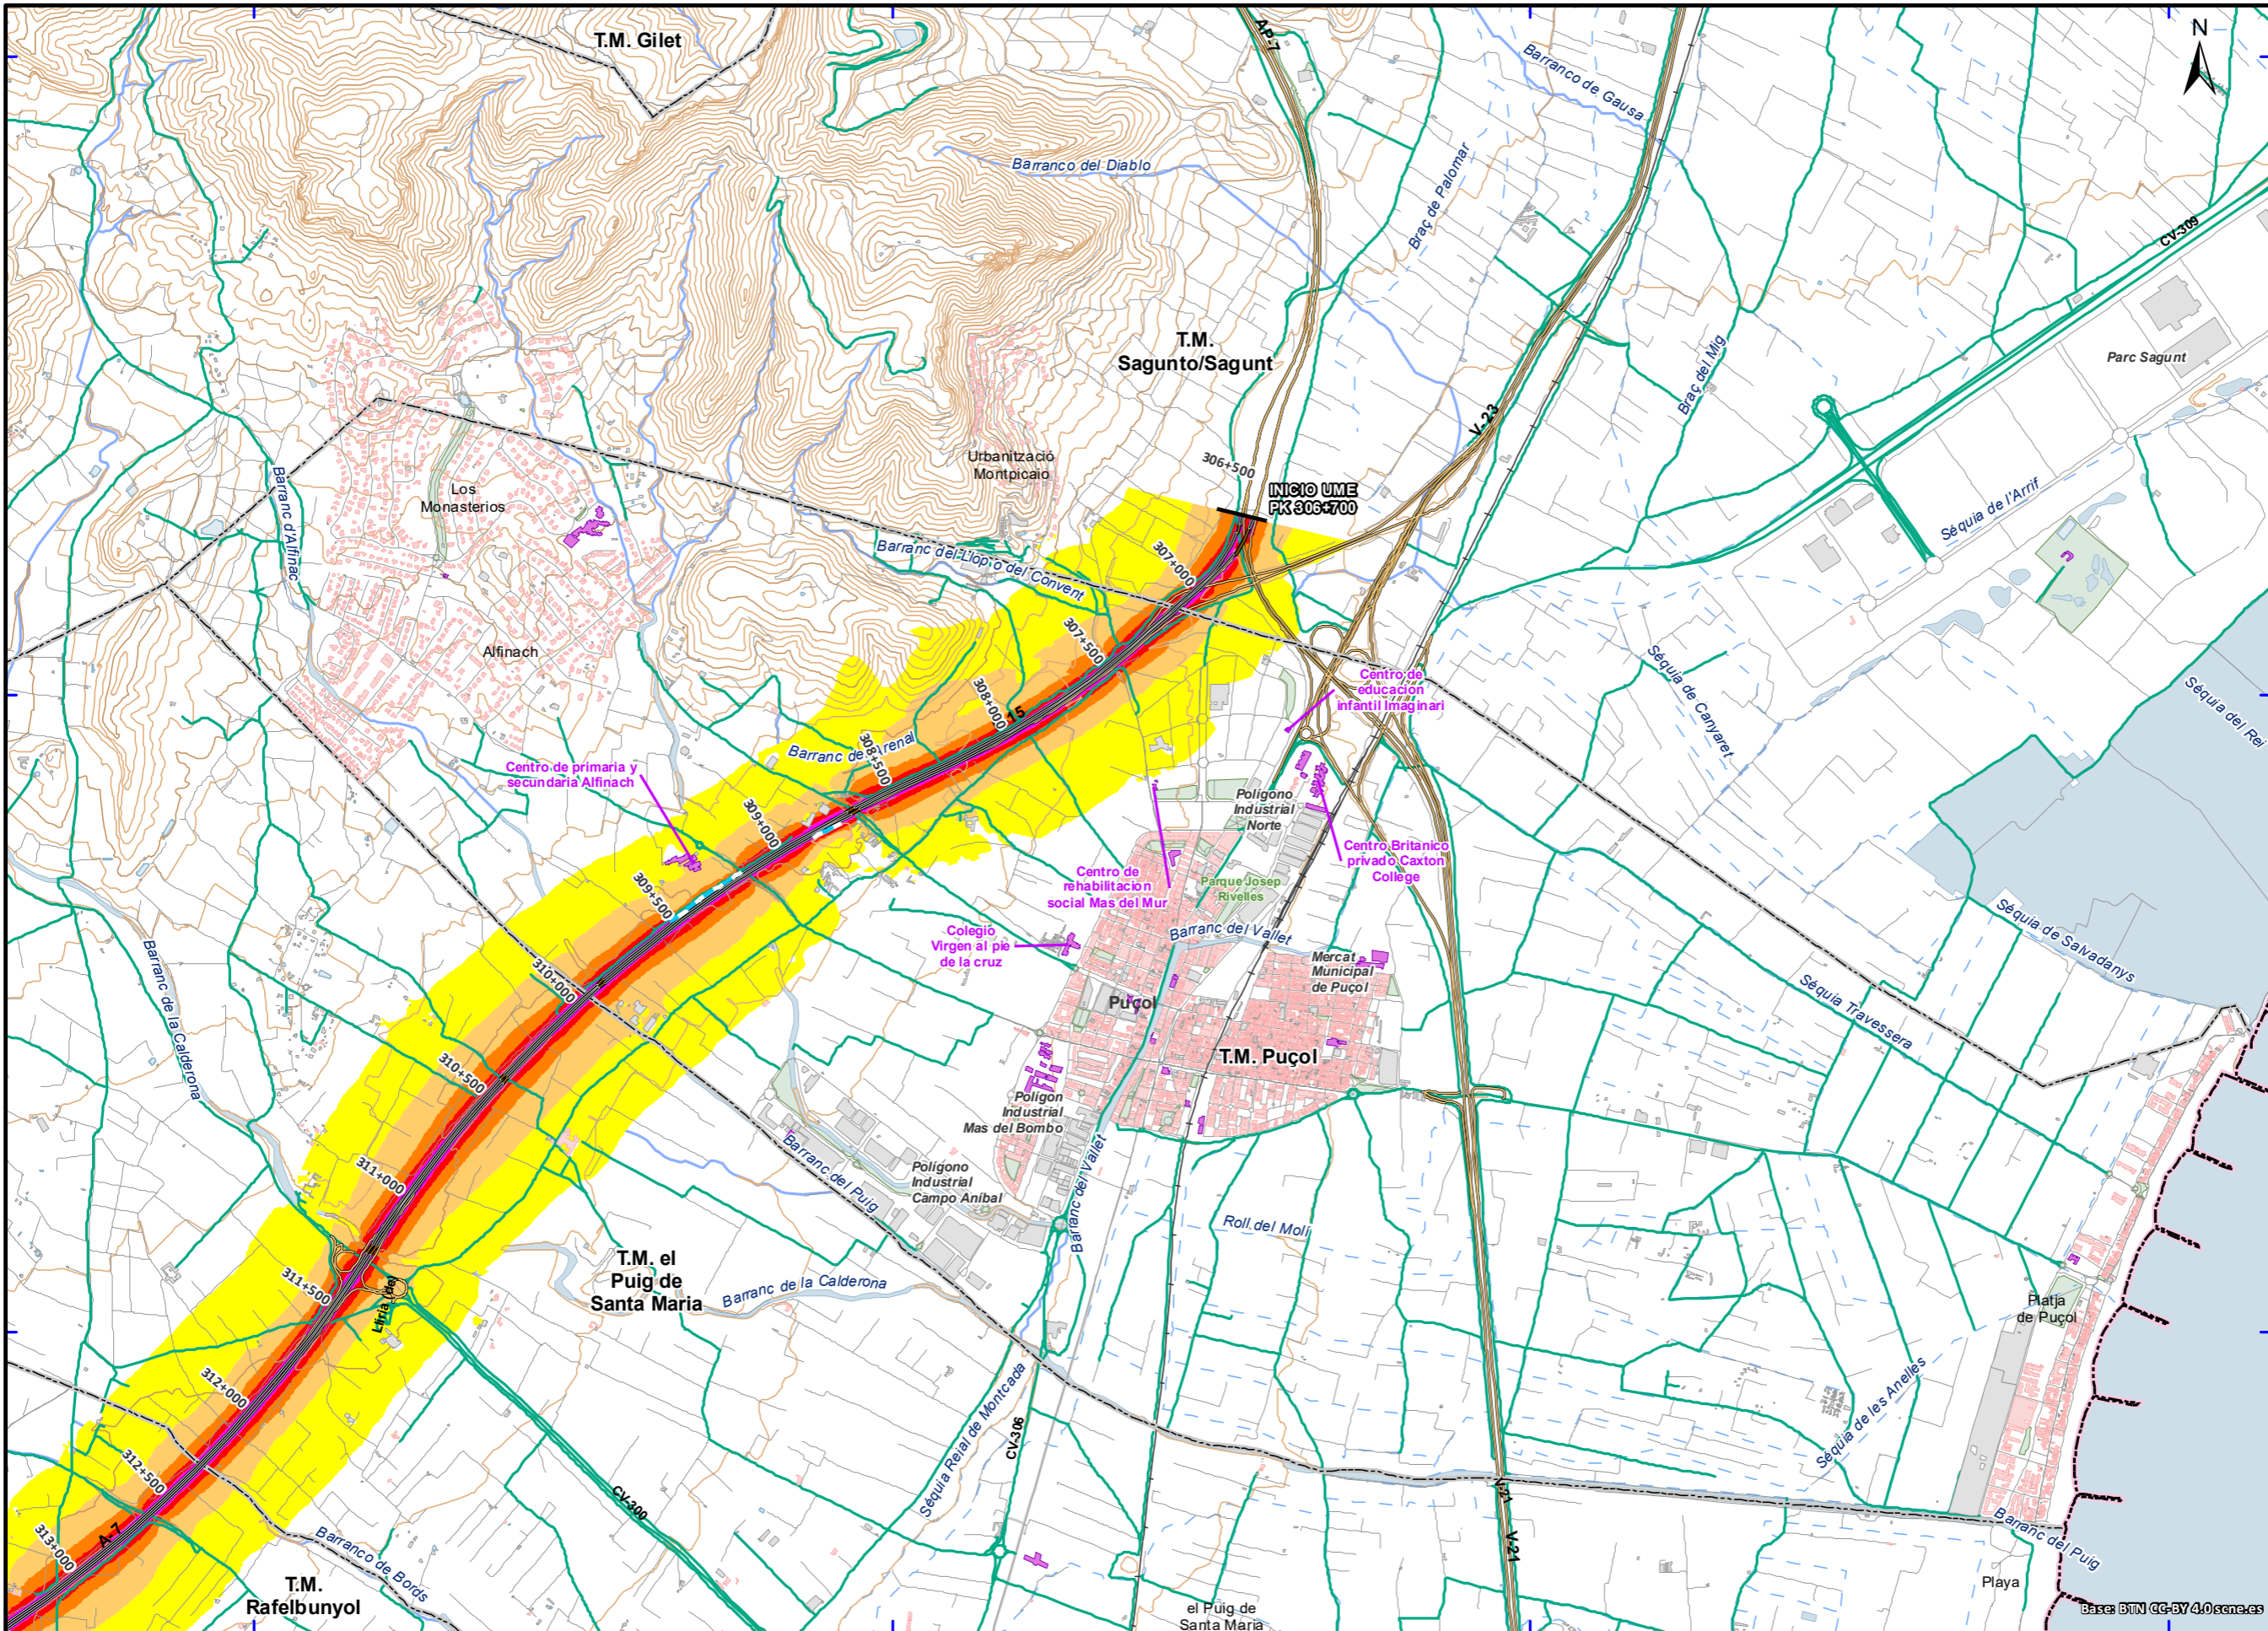 T.M. Gilet
AP-7
Barranco de Gausa
N
Barranco del Diablo
Braç de Palomar
CV-309
T.M.
Sagunto/Sagunt
Parc Sagunt
Braç del Mig
V-23
Urbanització
Montpicaio
306+500
INICIO UME
PK 306+700
Los
Monasterios
Barranc d'Alfinac
Séquia de l'Arrif
Barranc del Llop o del Convent
307+000
307+500
Alfinach
Séquia de Canyaret
Séquia del Rei
Centro de
educacion
infantil Imaginari
308+000
15
Barranc de l'Arenal
308+500
Centro de primaria y
secundaria Alfinach
309+000
Polígono
Industrial
Norte
Centro Britanico
privado Caxton
College
Centro de
rehabilitacion
social Mas del Mur
Parque Josep
Rivelles
309+500
Colegio
Virgen al pie
de la cruz
Barranc del Vallet
Séquia de Salvadanys
Barranc de la Calderona
310+000
Mercat
Municipal
de Puçol
Séquia Travessera
Puçol
T.M. Puçol
310+500
Polígon
Industrial
Mas del Bombo
Barranc del Puig
311+000
Polígono
Industrial
Campo Aníbal
Barranc del Vallet
Roll del Molí
T.M. el
Puig de
Santa Maria
Barranc de la Calderona
311+500
Llíria (de)
Platja
de Puçol
312+000
Séquia Reial de Montcada
CV-306
Séquia de les Anelles
312+500
CV-300
V-21
V-21
A-7
313+000
Barranco de Bords
Barranc del Puig
T.M.
Rafelbunyol
Playa
el Puig de
Santa Maria
Base: BTN CC-BY 4.0 scne.es